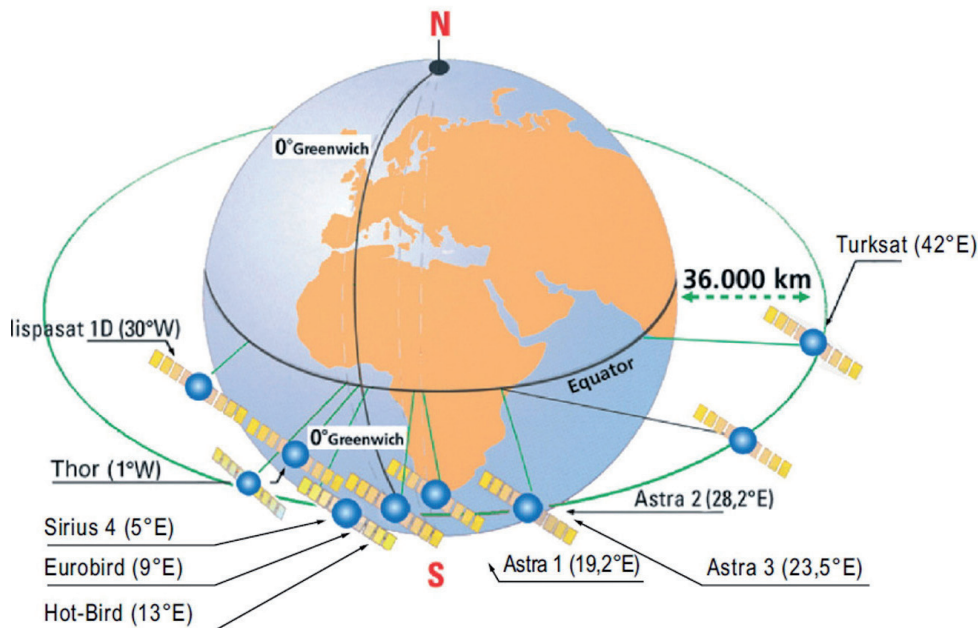 N
0° Greenwich
Turksat (42°E)
36.000 km
lispasat 1D (30°W)
Equator
0° Greenwich
Thor (1°W)
Astra 2 (28,2°E)
Sirius 4 (5°E)
Eurobird (9°E)
S
Astra 1 (19,2°E)
Astra 3 (23,5°E)
Hot-Bird (13°E)